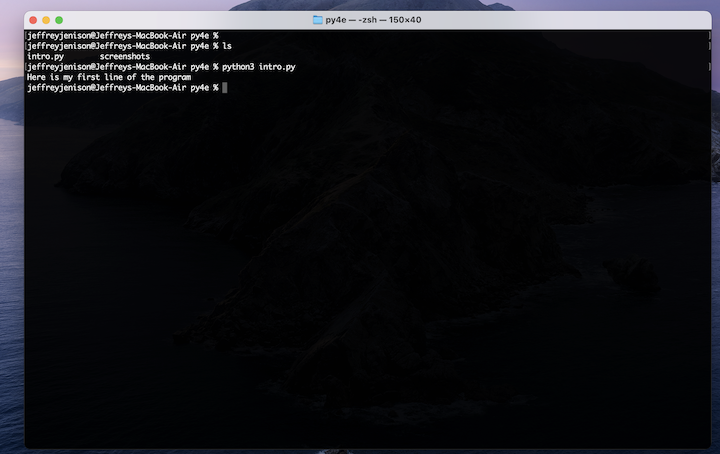 py4e — -zsh — 150×40
[jeffreyjenison@Jeffreys-MacBook-Air py4e % ]
[jeffreyjenison@Jeffreys-MacBook-Air py4e % ls ]
intro.py screenshots
[jeffreyjenison@Jeffreys-MacBook-Air py4e % python3 intro.py ]
Here is my first line of the program
jeffreyjenison@Jeffreys-MacBook-Air py4e %